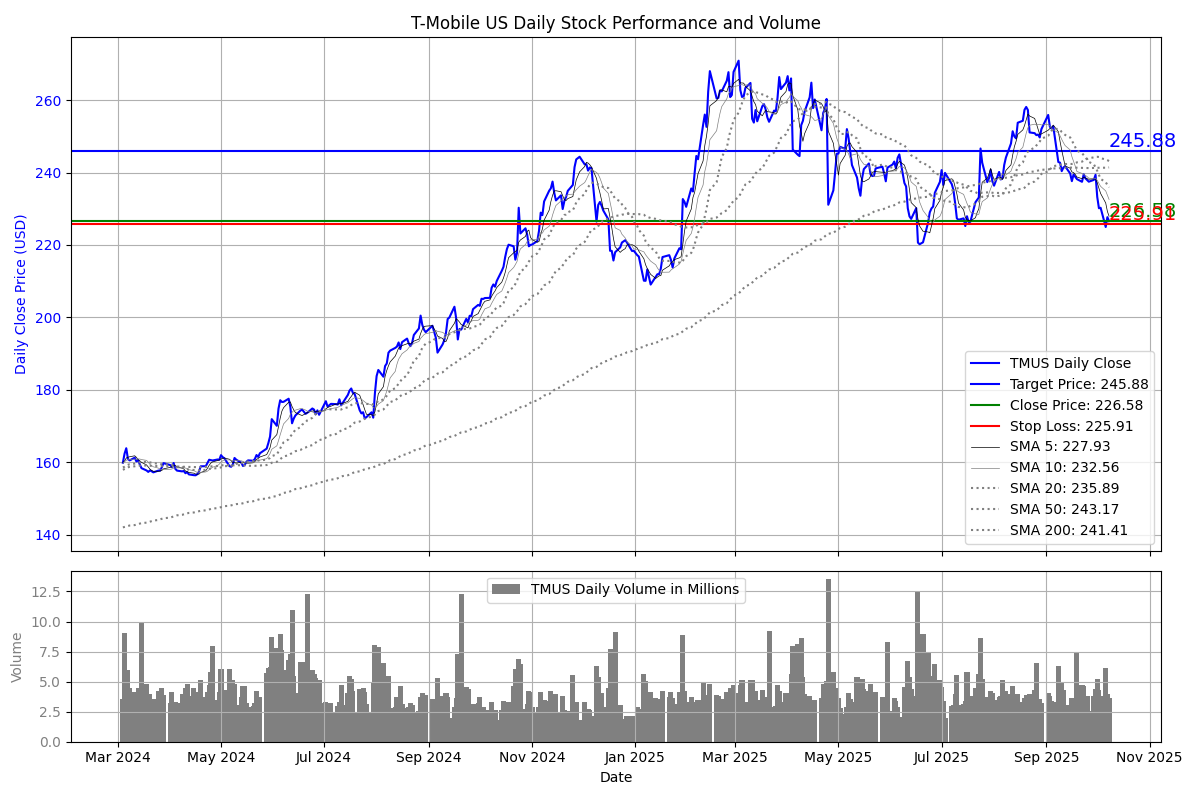 T-Mobile US Daily Stock Performance and Volume
Daily Close Price (USD)
260
240
220
200
180
160
140
245.88
226.58
225.91
TMUS Daily Close
Target Price: 245.88
Close Price: 226.58
Stop Loss: 225.91
SMA 5: 227.93
SMA 10: 232.56
SMA 20: 235.89
SMA 50: 243.17
SMA 200: 241.41
TMUS Daily Volume in Millions
Volume
12.5
10.0
7.5
5.0
2.5
0.0
Mar 2024 May 2024 Jul 2024 Sep 2024 Nov 2024 Jan 2025 Mar 2025 May 2025 Jul 2025 Sep 2025 Nov 2025
Date